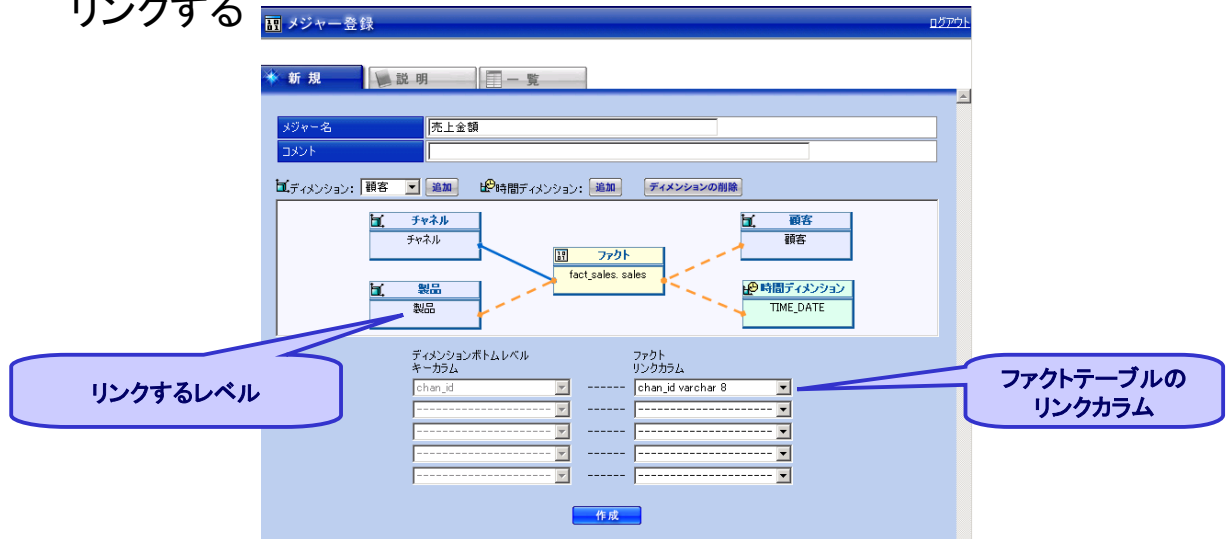 リンクする
メジャー登録
ログアウト
新 規
説 明
一 覧
メジャー名
売上金額
コメント
ディメンション:
顧客
追加
時間ディメンション:
追加
ディメンションの削除
チャネル
チャネル
顧客
顧客
ファクト
fact_sales. sales
製品
製品
時間ディメンション
TIME_DATE
リンクするレベル
ディメンションボトムレベル
キーカラム
ファクト
リンクカラム
chan_id
------
chan_id varchar 8
ファクトテーブルの
リンクカラム
作 成